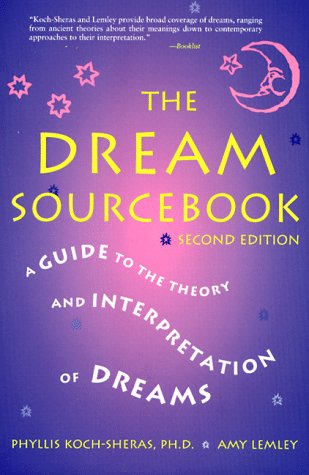 "Koch-Sheras and Lemley provide broad coverage of dreams, ranging
from ancient theories about their meanings down to contemporary
approaches to their interpretation."
—Booklist
THE
DREAM
SOURCEBOOK
SECOND EDITION
A GUIDE TO THE THEORY
AND INTERPRETATION
OF DREAMS
PHYLLIS KOCH-SHERAS, PH.D. AMY LEMLEY